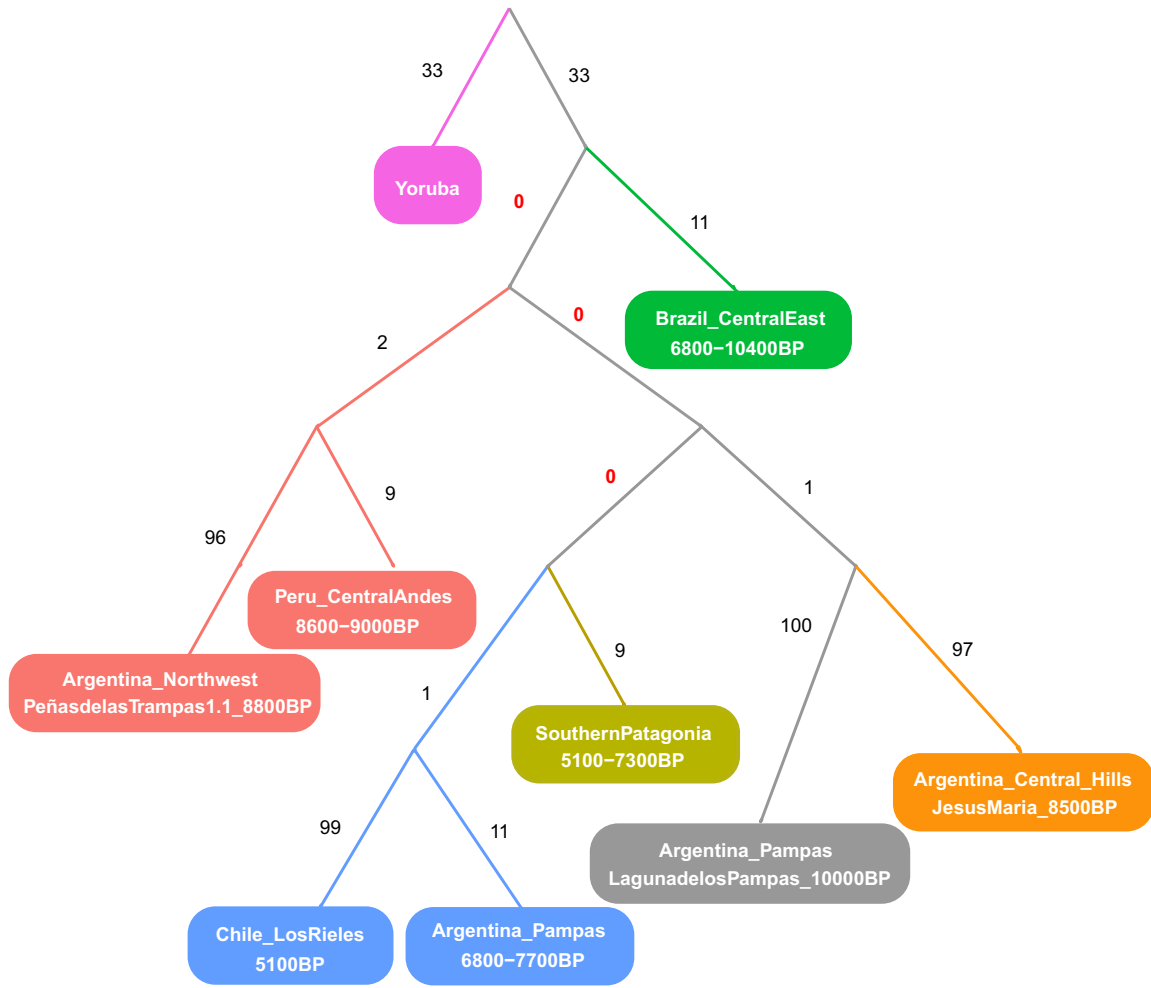 33
33
Yoruba
0
11
0
Brazil_CentralEast
6800−10400BP
2
0
1
9
96
Peru_CentralAndes
8600−9000BP
100
9
97
Argentina_Northwest
PeñasdelasTrampas1.1_8800BP
1
SouthernPatagonia
5100−7300BP
Argentina_Central_Hills
JesusMaria_8500BP
99
11
Argentina_Pampas
LagunadelosPampas_10000BP
Chile_LosRieles
5100BP
Argentina_Pampas
6800−7700BP